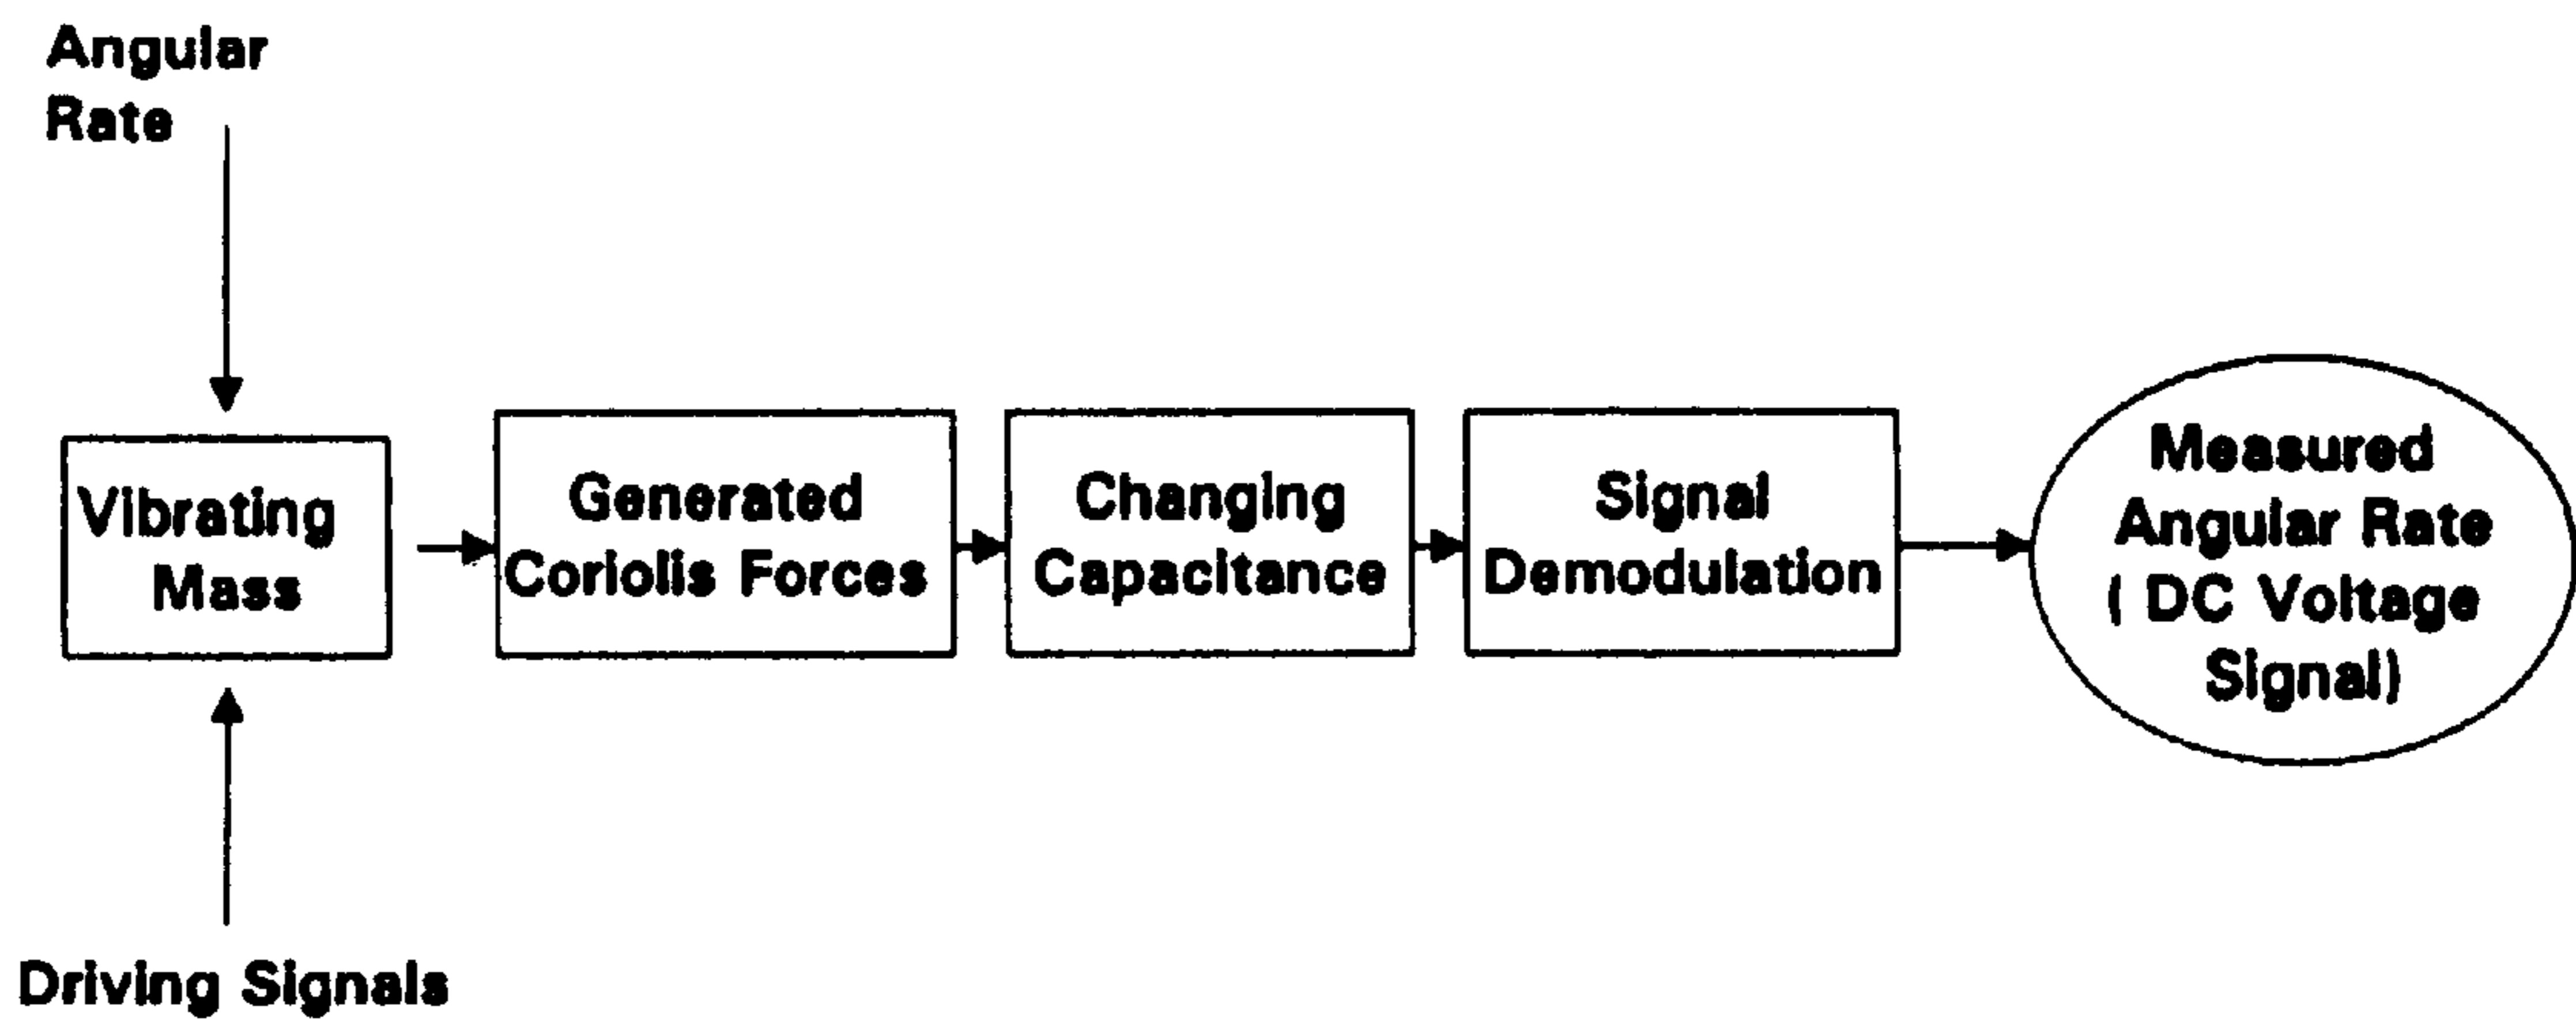 Angular
Rate
Vibrating
Mass
Generated
Coriolis Forces
Changing
Capacitance
Signal
Demodulation
Measured
Angular Rate
( DC Voltage
Signal)
Driving Signals